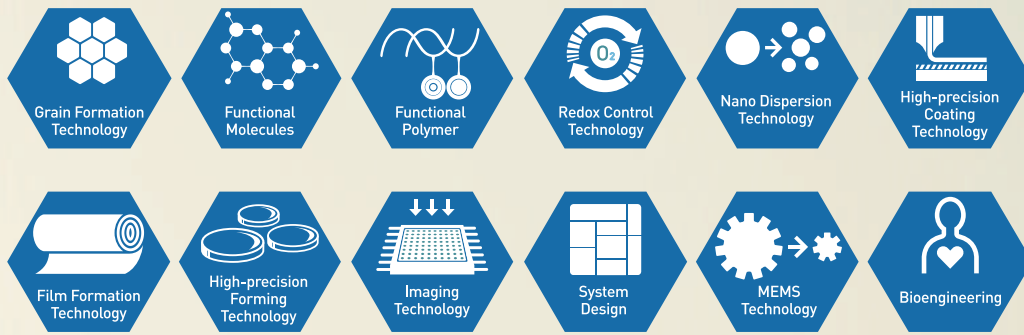 Grain Formation
Technology
Functional
Molecules
Functional
Polymer
O₂
Redox Control
Technology
Nano Dispersion
Technology
High-precision
Coating
Technology
Film Formation
Technology
High-precision
Forming
Technology
Imaging
Technology
System
Design
MEMS
Technology
Bioengineering